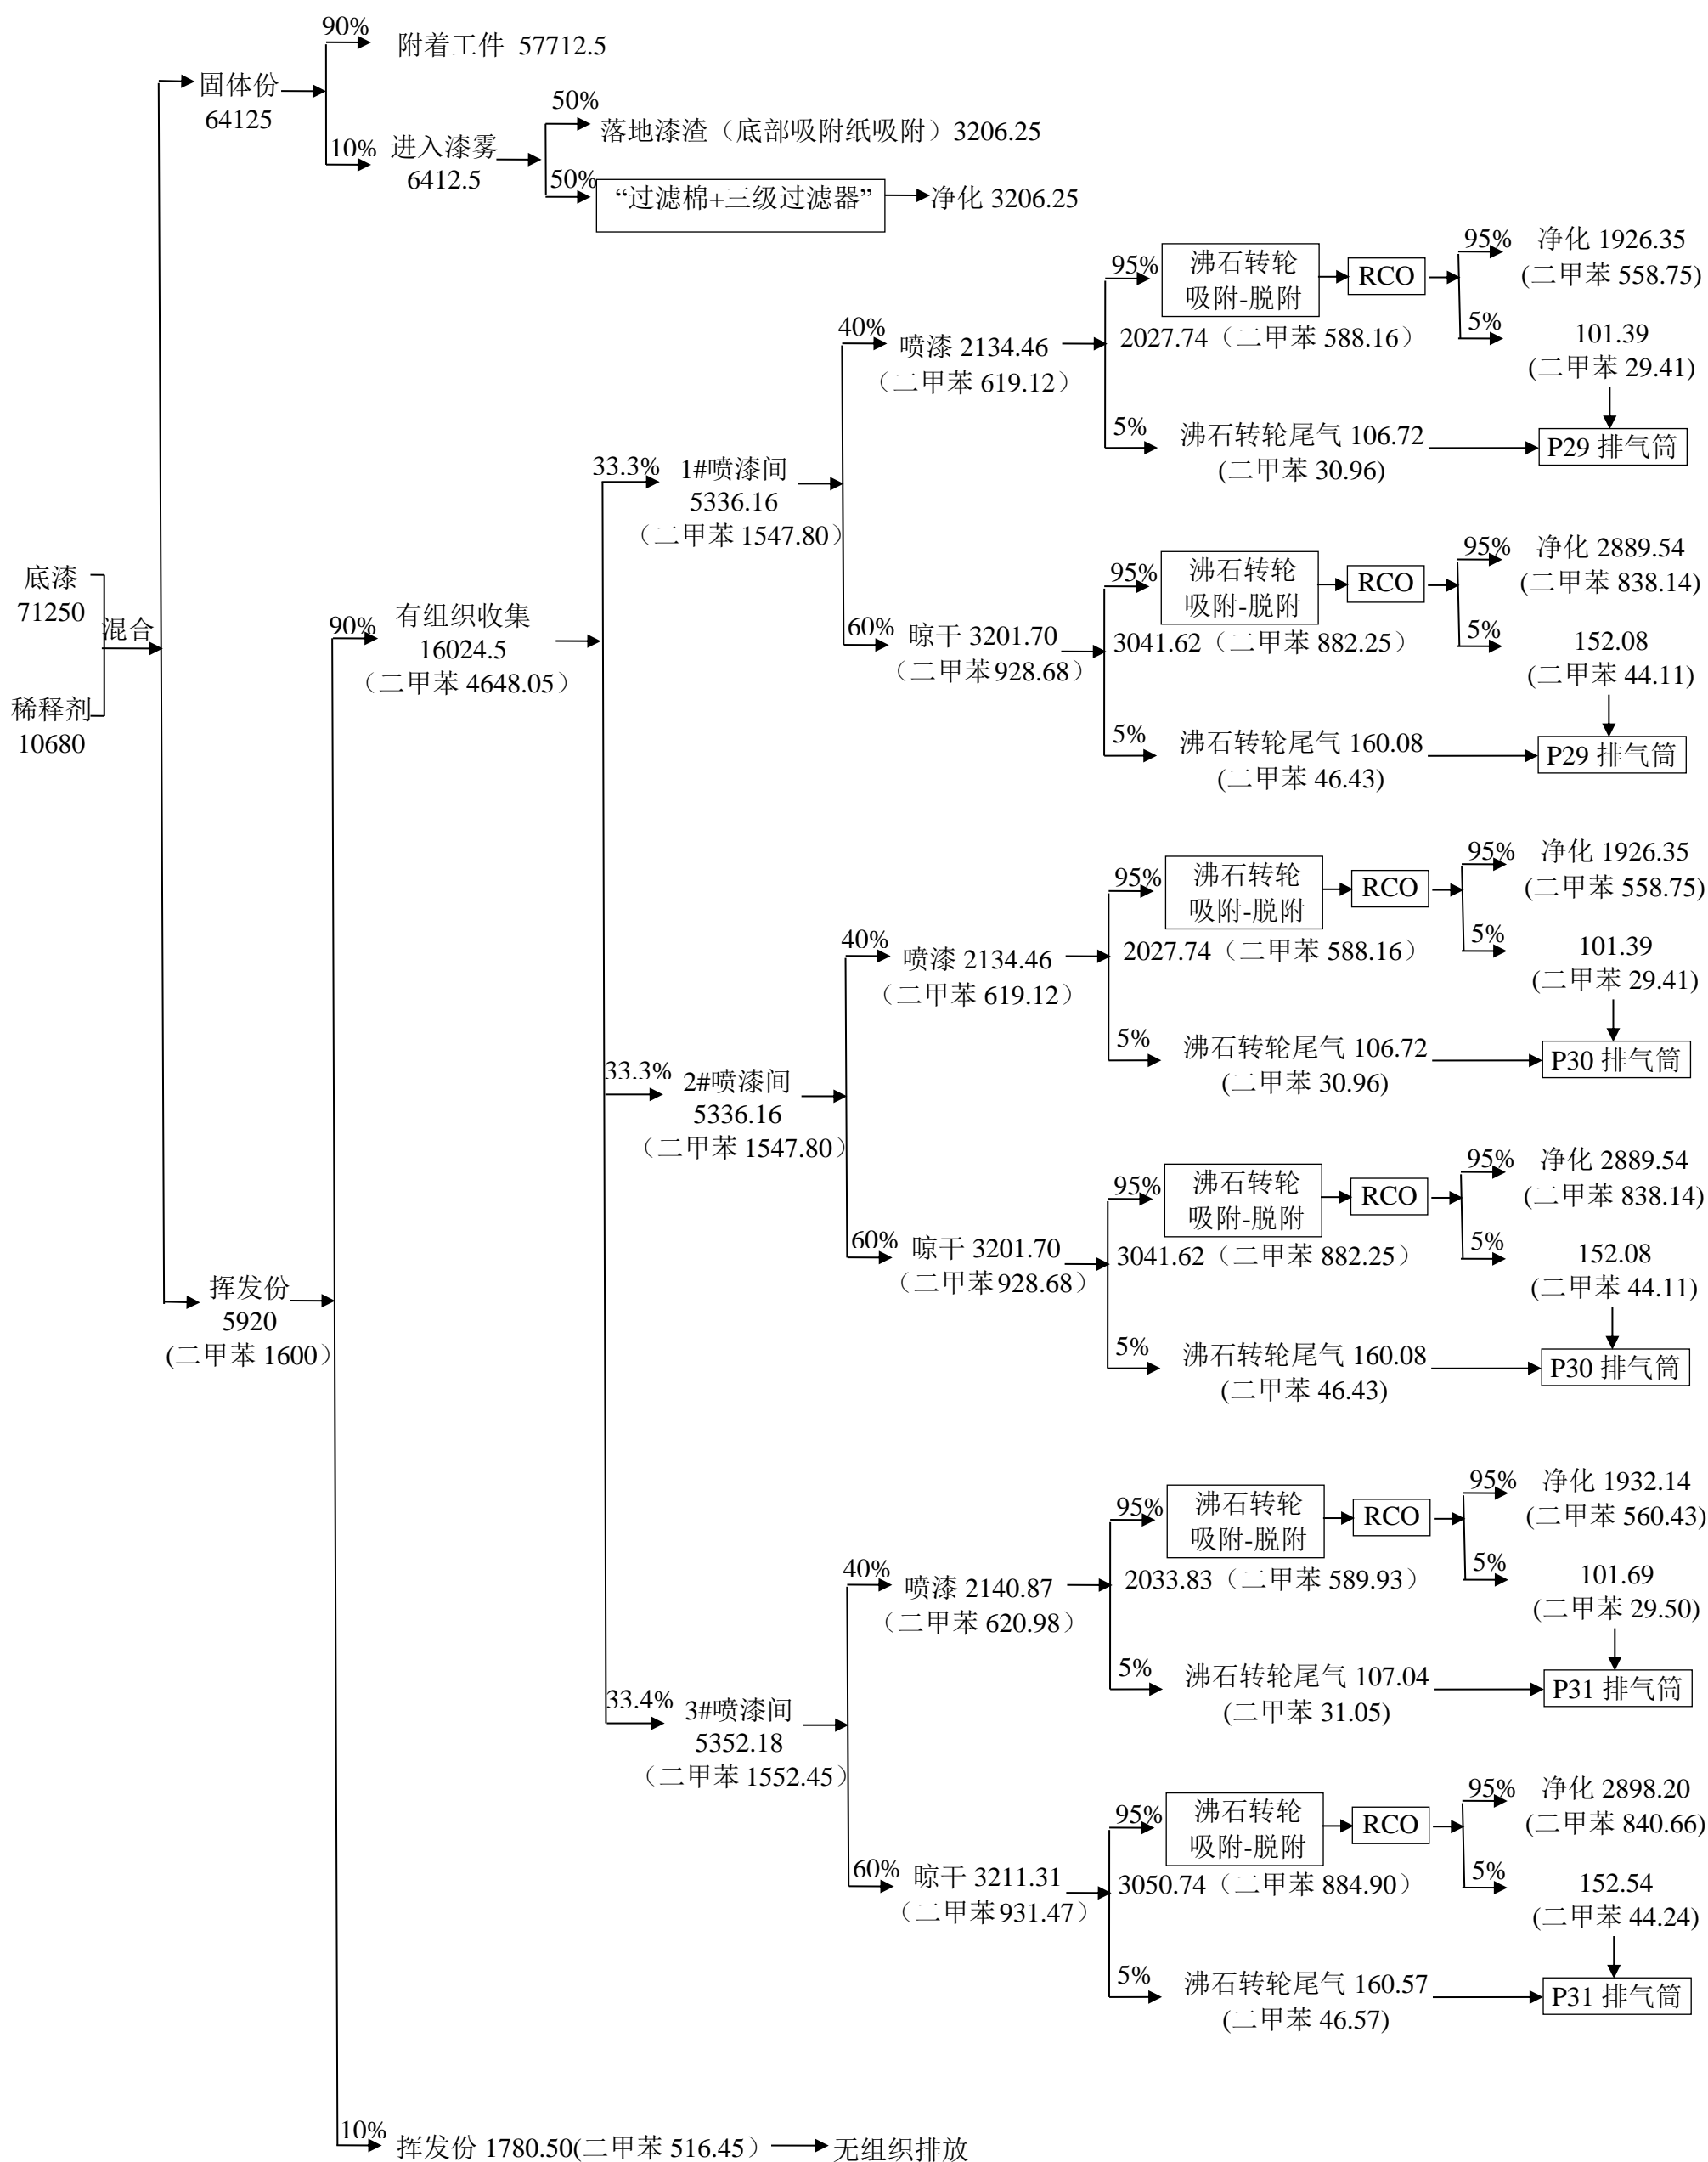 90%
附着工件 57712.5
固体份
64125
50%
落地漆渣（底部吸附纸吸附）3206.25
10%
进入漆雾
6412.5
50%
“过滤棉+三级过滤器”
净化 3206.25
95%
沸石转轮
吸附-脱附
RCO
95%
净化 1926.35
(二甲苯 558.75)
40%
喷漆 2134.46
（二甲苯 619.12）
2027.74（二甲苯 588.16）
5%
101.39
(二甲苯 29.41)
5%
沸石转轮尾气 106.72
(二甲苯 30.96)
P29 排气筒
33.3%
1#喷漆间
5336.16
（二甲苯 1547.80）
95%
沸石转轮
吸附-脱附
RCO
95%
净化 2889.54
(二甲苯 838.14)
底漆
71250
混合
稀释剂
10680
90%
有组织收集
16024.5
（二甲苯 4648.05）
60%
晾干 3201.70
（二甲苯 928.68）
3041.62（二甲苯 882.25）
5%
152.08
(二甲苯 44.11)
5%
沸石转轮尾气 160.08
(二甲苯 46.43)
P29 排气筒
95%
沸石转轮
吸附-脱附
RCO
95%
净化 1926.35
(二甲苯 558.75)
40%
喷漆 2134.46
（二甲苯 619.12）
2027.74（二甲苯 588.16）
5%
101.39
(二甲苯 29.41)
5%
沸石转轮尾气 106.72
(二甲苯 30.96)
P30 排气筒
33.3%
2#喷漆间
5336.16
（二甲苯 1547.80）
95%
沸石转轮
吸附-脱附
RCO
95%
净化 2889.54
(二甲苯 838.14)
60%
晾干 3201.70
（二甲苯 928.68）
3041.62（二甲苯 882.25）
5%
152.08
(二甲苯 44.11)
挥发份
5920
(二甲苯 1600）
5%
沸石转轮尾气 160.08
(二甲苯 46.43)
P30 排气筒
95%
沸石转轮
吸附-脱附
RCO
95%
净化 1932.14
(二甲苯 560.43)
40%
喷漆 2140.87
（二甲苯 620.98）
2033.83（二甲苯 589.93）
5%
101.69
(二甲苯 29.50)
5%
沸石转轮尾气 107.04
(二甲苯 31.05)
P31 排气筒
33.4%
3#喷漆间
5352.18
（二甲苯 1552.45）
95%
沸石转轮
吸附-脱附
RCO
95%
净化 2898.20
(二甲苯 840.66)
60%
晾干 3211.31
（二甲苯 931.47）
3050.74（二甲苯 884.90）
5%
152.54
(二甲苯 44.24)
5%
沸石转轮尾气 160.57
(二甲苯 46.57)
P31 排气筒
10%
挥发份 1780.50(二甲苯 516.45）
无组织排放